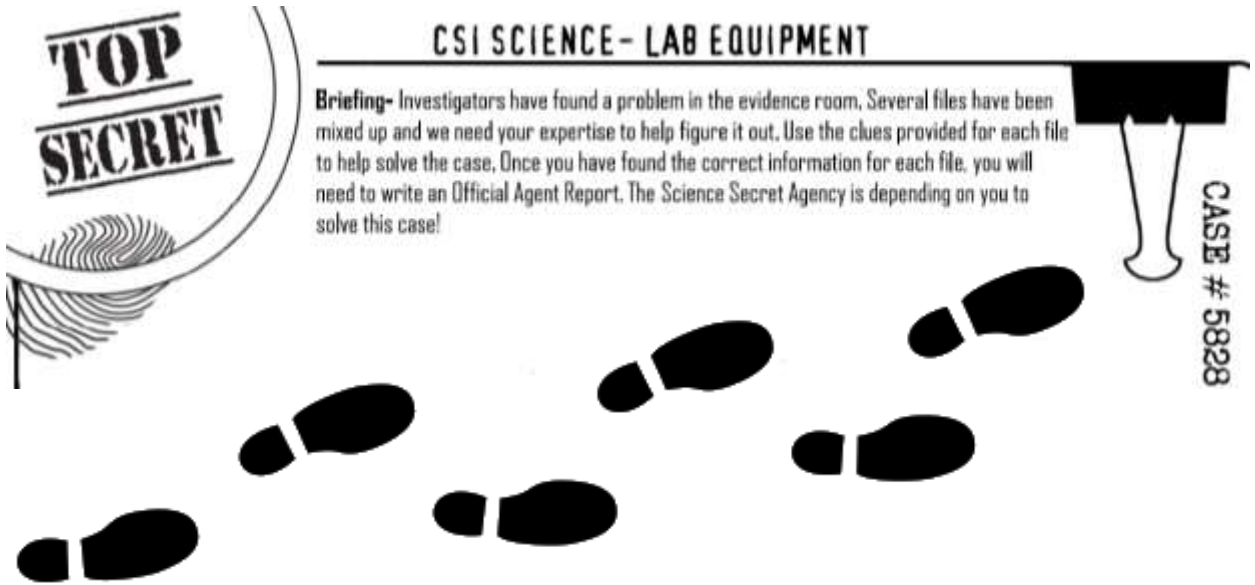 TOP
SECRET
CSI SCIENCE- LAB EQUIPMENT
Briefing- Investigators have found a problem in the evidence room. Several files have been
mixed up and we need your expertise to help figure it out. Use the clues provided for each file
to help solve the case. Once you have found the correct information for each file, you will
need to write an Official Agent Report. The Science Secret Agency is depending on you to
solve this case!
CASE # 5828